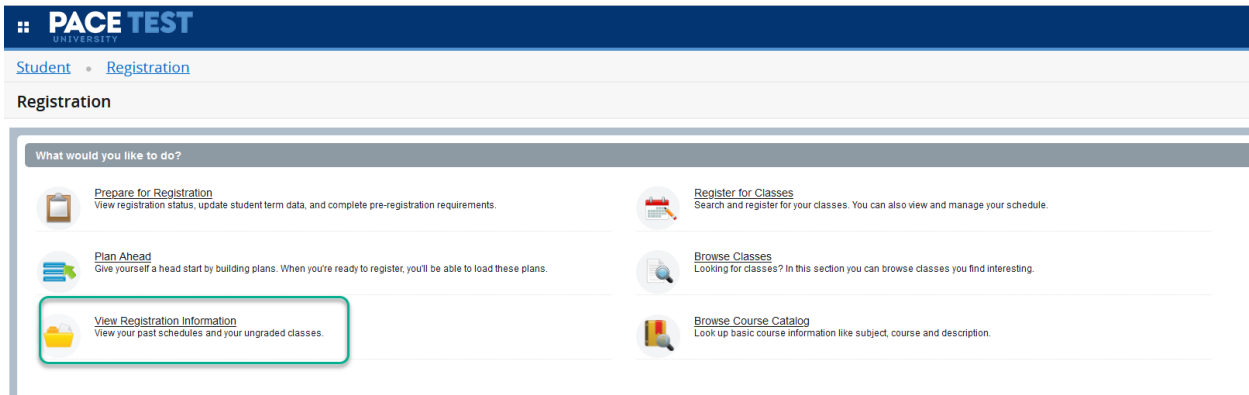 PACE TEST
UNIVERSITY
Student • Registration
Registration
What would you like to do?
Prepare for Registration
View registration status, update student term data, and complete pre-registration requirements.
Register for Classes
Search and register for your classes. You can also view and manage your schedule.
Plan Ahead
Give yourself a head start by building plans. When you're ready to register, you'll be able to load these plans.
Browse Classes
Looking for classes? In this section you can browse classes you find interesting.
View Registration Information
View your past schedules and your ungraded classes.
Browse Course Catalog
Look up basic course information like subject, course and description.